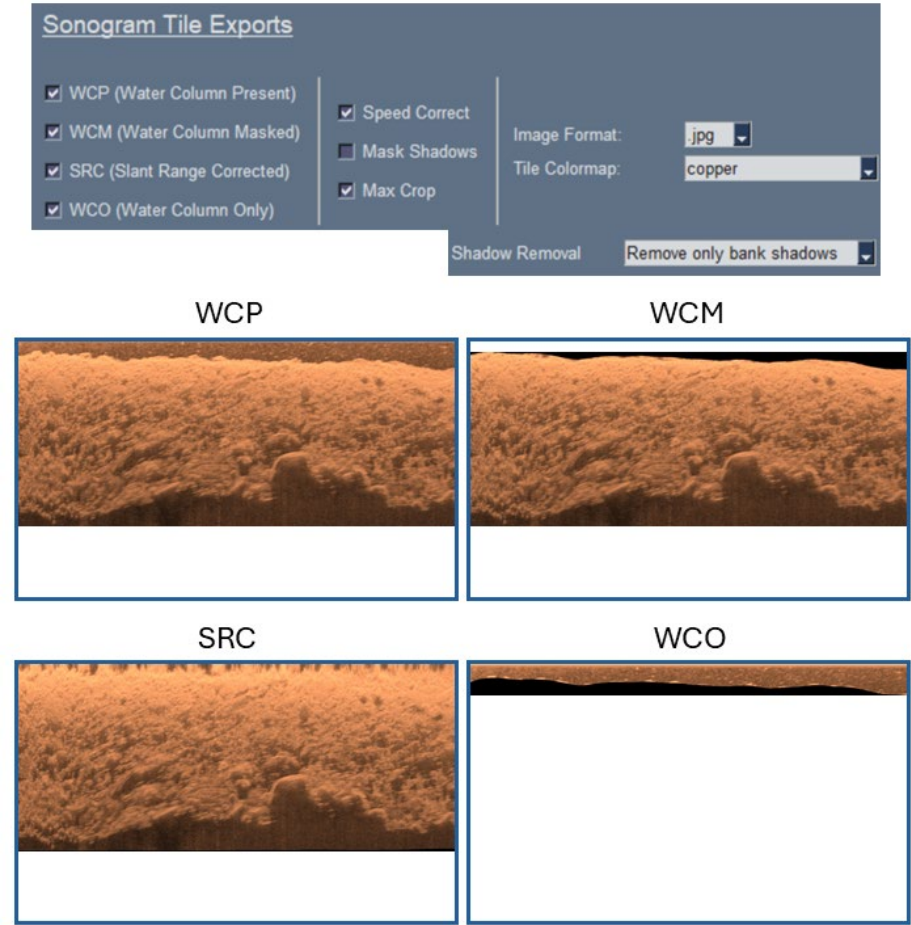 Sonogram Tile Exports
WCP (Water Column Present)
WCM (Water Column Masked)
SRC (Slant Range Corrected)
WCO (Water Column Only)
Speed Correct
Mask Shadows
Max Crop
Image Format: .jpg
Tile Colormap: copper
Shadow Removal Remove only bank shadows
WCP WCM
SRC WCO